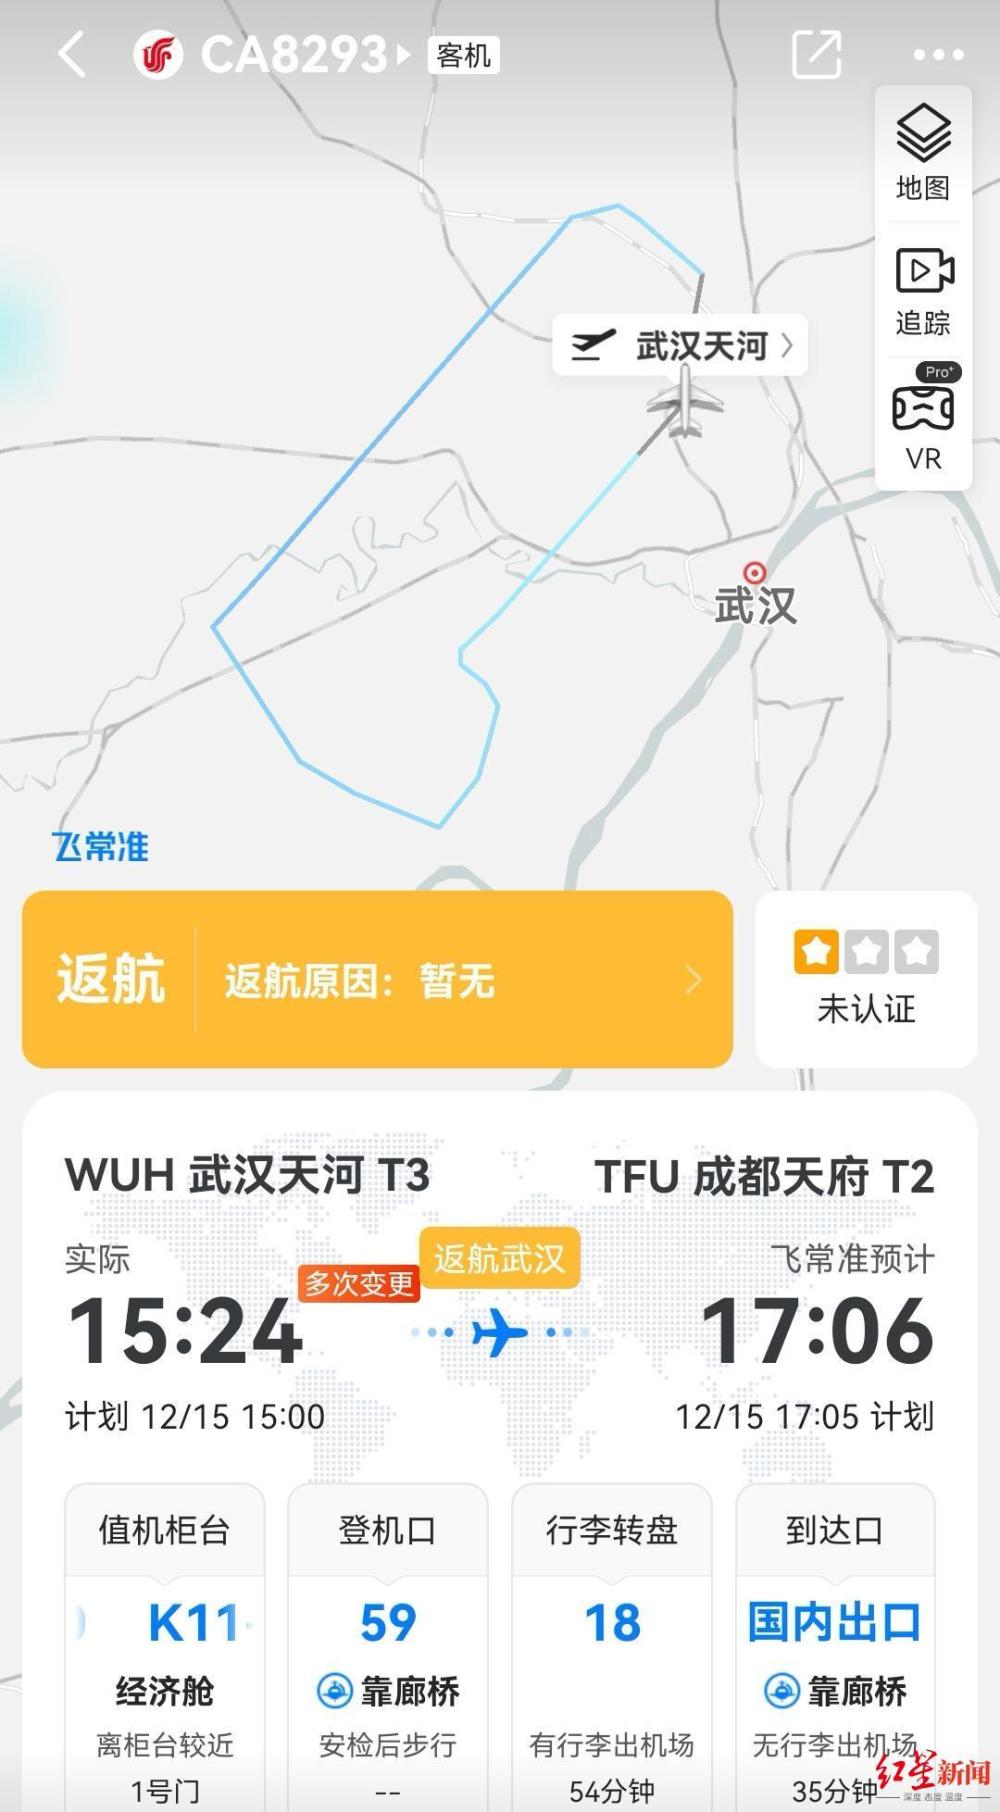 CA8293 客机
地图
追踪
Pro+
VR
武汉天河
武汉
飞常准
返航 返航原因：暂无
未认证
WUH 武汉天河 T3 TFU 成都天府 T2
实际 多次变更 返航武汉 飞常准预计
15:24 17:06
计划 12/15 15:00 12/15 17:05 计划
值机柜台 登机口 行李转盘 到达口
K11 59 18 国内出口
经济舱 靠廊桥 靠廊桥
离柜台较近 安检后步行 有行李出机场 无行李出机场
1号门 -- 54分钟 35分钟
红星新闻
深度 态度 温度